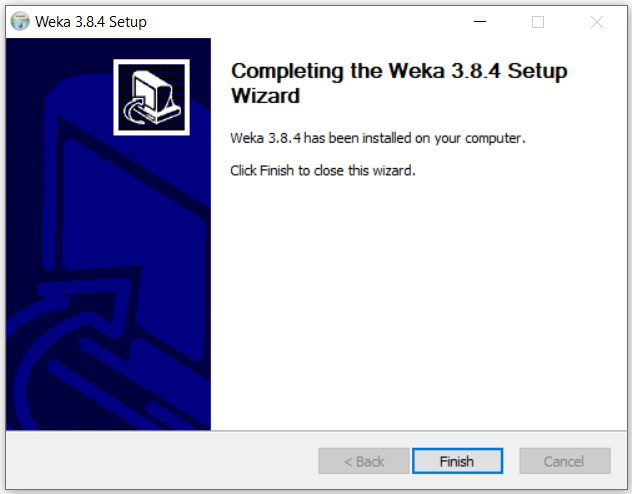 Weka 3.8.4 Setup
Completing the Weka 3.8.4 Setup
Wizard
Weka 3.8.4 has been installed on your computer.
Click Finish to close this wizard.
< Back
Finish
Cancel